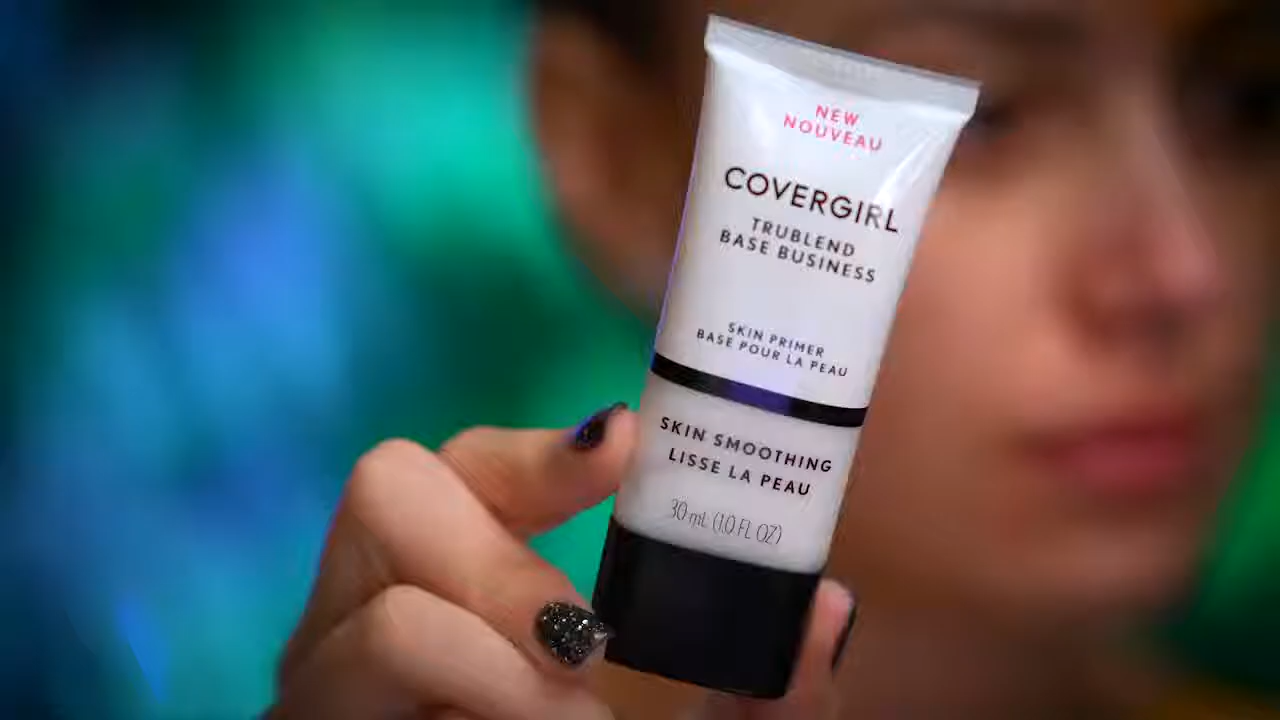 NEW
NOUVEAU
COVERGIRL
TRUBLEND
BASE BUSINESS
SKIN PRIMER
BASE POUR LA PEAU
SKIN SMOOTHING
LISSE LA PEAU
30 mL (1.0 FL OZ)